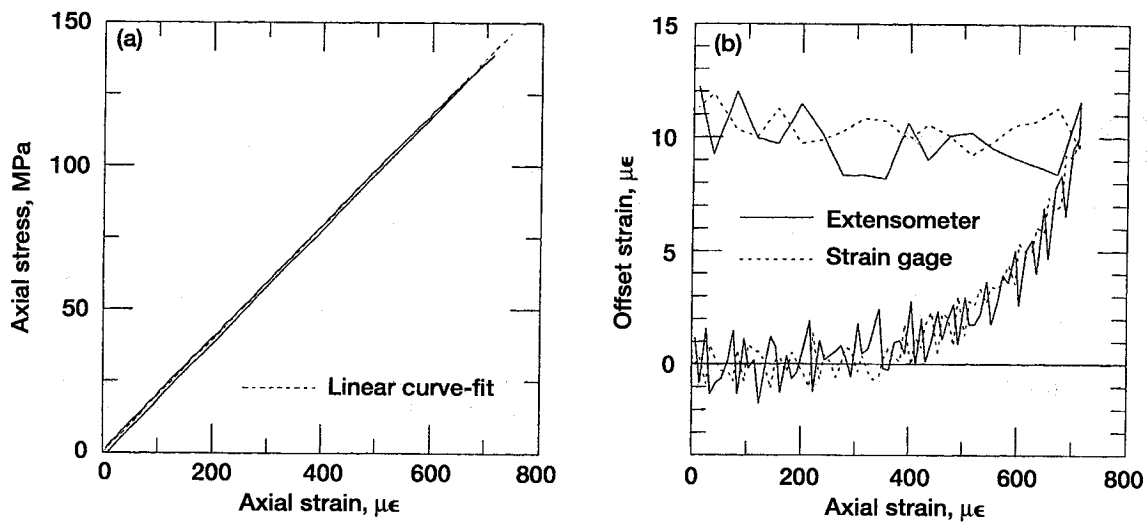 (a)
150
100
50
0
Axial stress, MPa
Linear curve-fit
0 200 400 600 800
Axial strain, µϵ
(b)
15
10
5
0
Offset strain, µϵ
Extensometer
Strain gage
0 200 400 600 800
Axial strain, µϵ